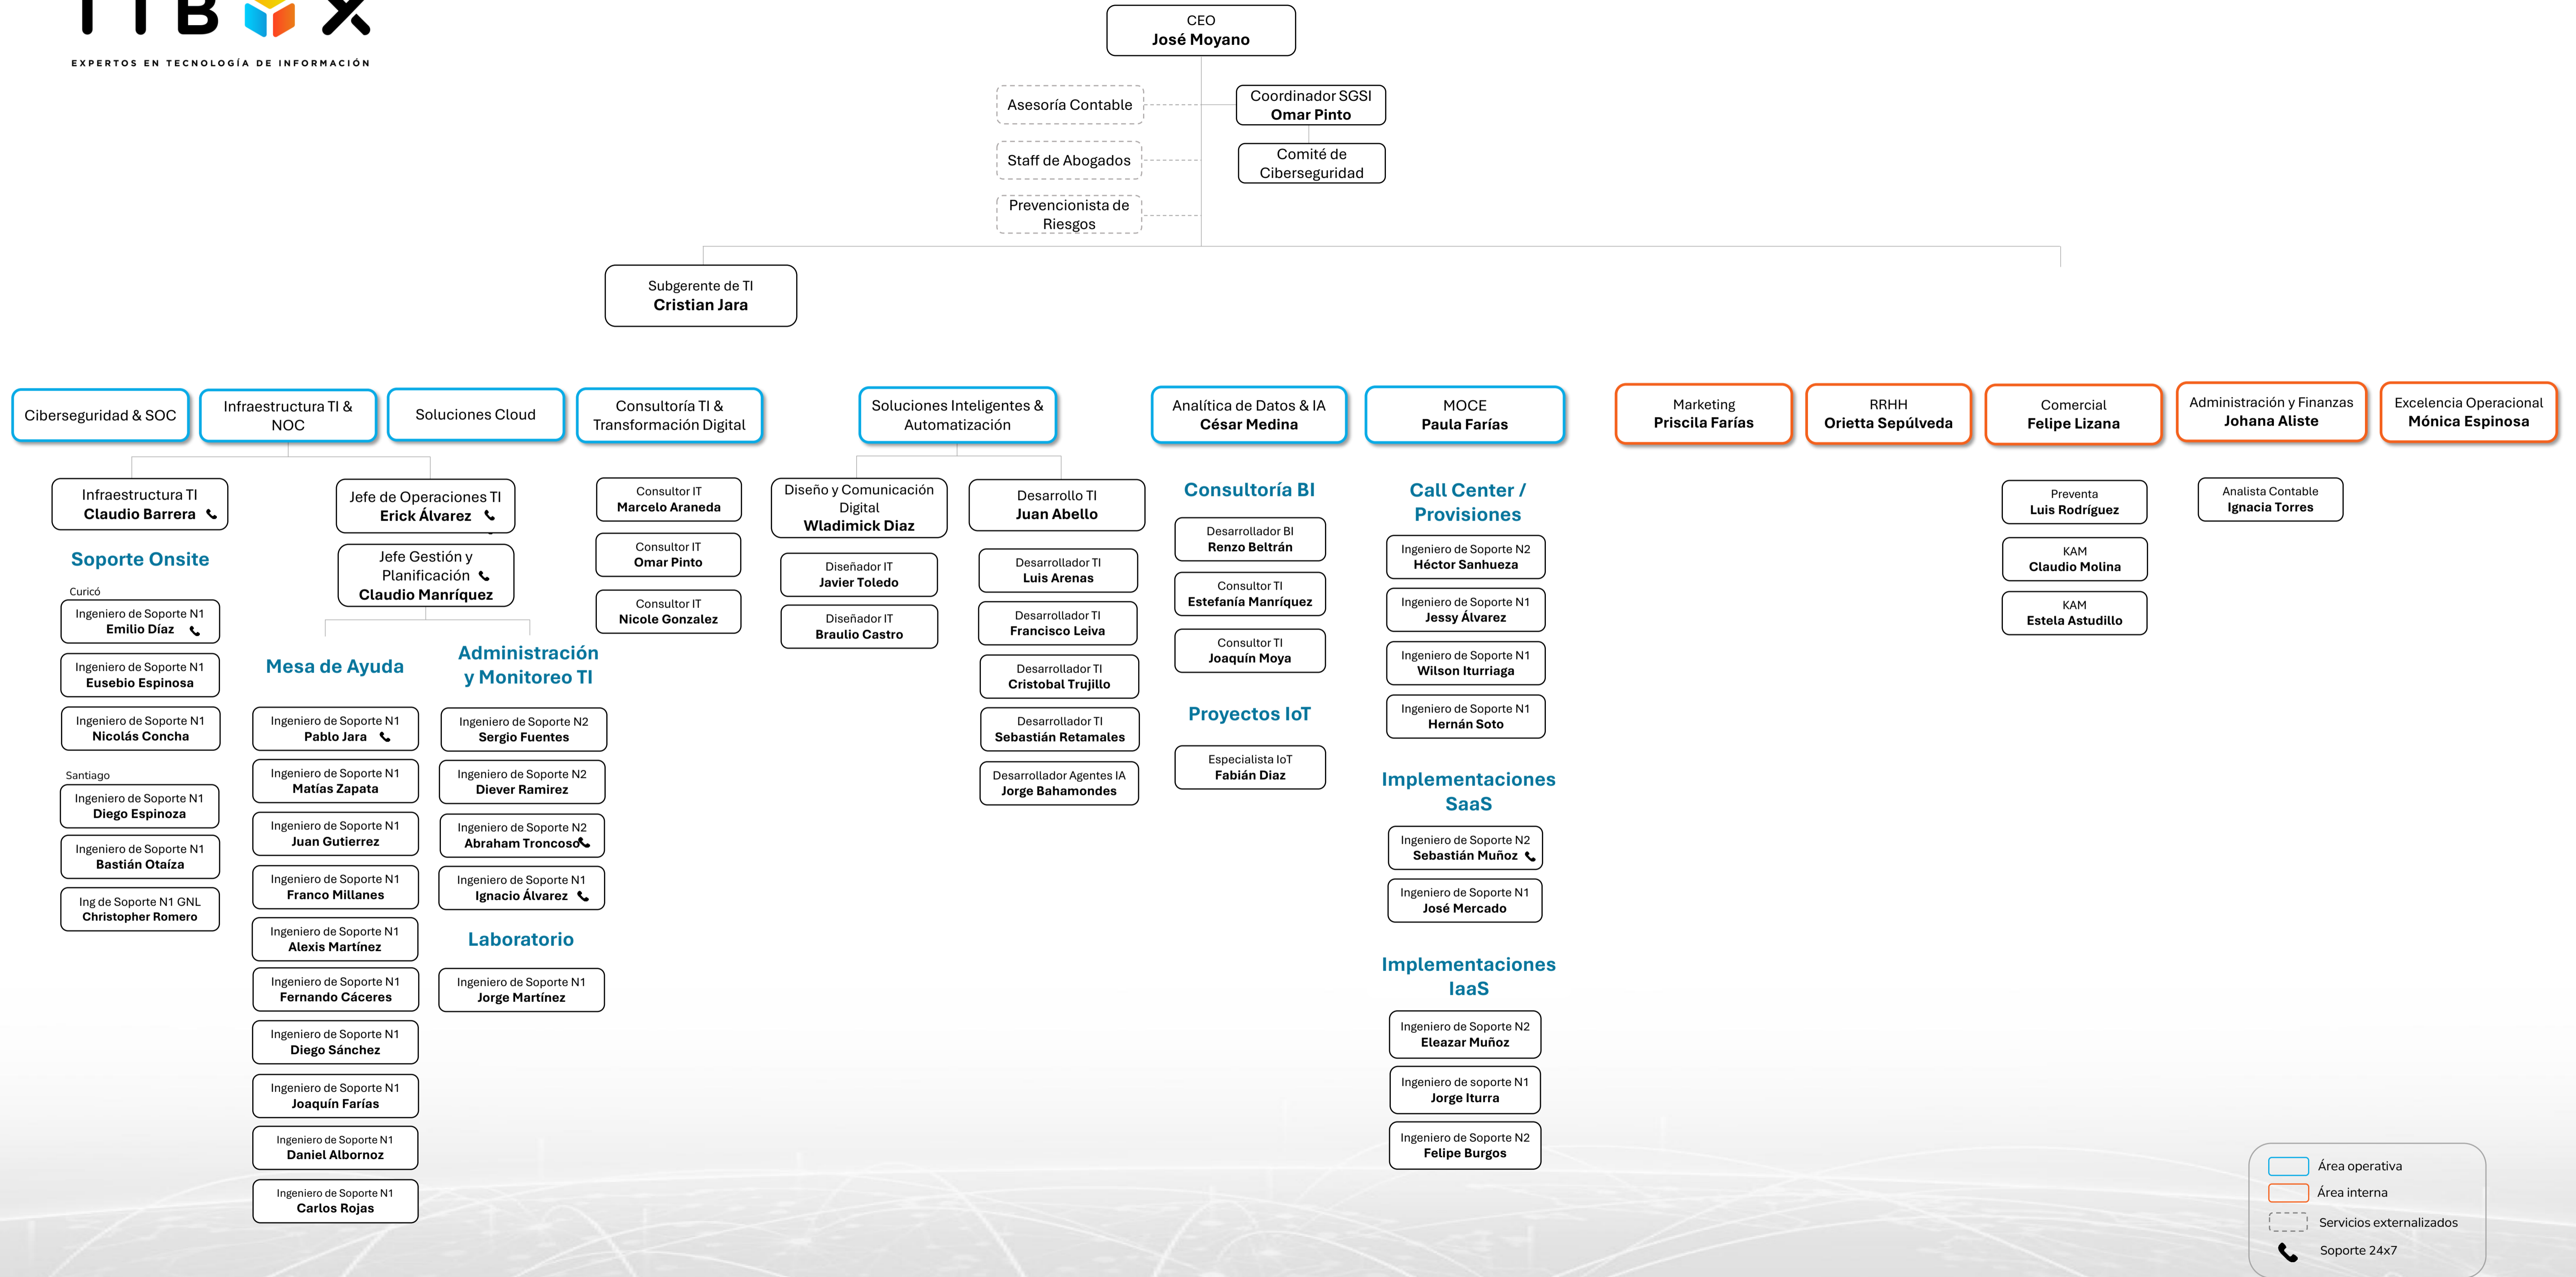 ITBOX
EXPERTOS EN TECNOLOGÍA DE INFORMACIÓN
CEO
José Moyano
Asesoría Contable
Coordinador SGSI
Omar Pinto
Staff de Abogados
Comité de
Ciberseguridad
Prevencionista de
Riesgos
Subgerente de TI
Cristian Jara
Ciberseguridad & SOC
Infraestructura TI &
NOC
Soluciones Cloud
Consultoría TI &
Transformación Digital
Soluciones Inteligentes &
Automatización
Analítica de Datos & IA
César Medina
MOCE
Paula Farías
Marketing
Priscila Farías
RRHH
Orietta Sepúlveda
Comercial
Felipe Lizana
Administración y Finanzas
Johana Aliste
Excelencia Operacional
Mónica Espinosa
Infraestructura TI
Claudio Barrera
Soporte Onsite
Curicó
Ingeniero de Soporte N1
Emilio Díaz
Ingeniero de Soporte N1
Eusebio Espinosa
Ingeniero de Soporte N1
Nicolás Concha
Santiago
Ingeniero de Soporte N1
Diego Espinoza
Ingeniero de Soporte N1
Bastián Otaíza
Ing de Soporte N1 GNL
Christopher Romero
Jefe de Operaciones TI
Erick Álvarez
Jefe Gestión y
Planificación
Claudio Manríquez
Mesa de Ayuda
Ingeniero de Soporte N1
Pablo Jara
Ingeniero de Soporte N1
Matías Zapata
Ingeniero de Soporte N1
Juan Gutierrez
Ingeniero de Soporte N1
Franco Millanes
Ingeniero de Soporte N1
Alexis Martínez
Ingeniero de Soporte N1
Fernando Cáceres
Ingeniero de Soporte N1
Diego Sánchez
Ingeniero de Soporte N1
Joaquín Farías
Ingeniero de Soporte N1
Daniel Albornoz
Ingeniero de Soporte N1
Carlos Rojas
Administración
y Monitoreo TI
Ingeniero de Soporte N2
Sergio Fuentes
Ingeniero de Soporte N2
Diever Ramirez
Ingeniero de Soporte N2
Abraham Troncoso
Ingeniero de Soporte N1
Ignacio Álvarez
Laboratorio
Ingeniero de Soporte N1
Jorge Martínez
Consultor IT
Marcelo Araneda
Consultor IT
Omar Pinto
Consultor IT
Nicole Gonzalez
Diseño y Comunicación
Digital
Wladimick Diaz
Diseñador IT
Javier Toledo
Diseñador IT
Braulio Castro
Desarrollo TI
Juan Abello
Desarrollador TI
Luis Arenas
Desarrollador TI
Francisco Leiva
Desarrollador TI
Cristobal Trujillo
Desarrollador TI
Sebastián Retamales
Desarrollador Agentes IA
Jorge Bahamondes
Consultoría BI
Desarrollador BI
Renzo Beltrán
Consultor TI
Estefanía Manríquez
Consultor TI
Joaquín Moya
Proyectos IoT
Especialista IoT
Fabián Diaz
Call Center /
Provisiones
Ingeniero de Soporte N2
Héctor Sanhueza
Ingeniero de Soporte N1
Jessy Álvarez
Ingeniero de Soporte N1
Wilson Iturriaga
Ingeniero de Soporte N1
Hernán Soto
Implementaciones
SaaS
Ingeniero de Soporte N2
Sebastián Muñoz
Ingeniero de Soporte N1
José Mercado
Implementaciones
IaaS
Ingeniero de Soporte N2
Eleazar Muñoz
Ingeniero de soporte N1
Jorge Iturra
Ingeniero de Soporte N2
Felipe Burgos
Preventa
Luis Rodríguez
KAM
Claudio Molina
KAM
Estela Astudillo
Analista Contable
Ignacia Torres
Área operativa
Área interna
Servicios externalizados
Soporte 24x7